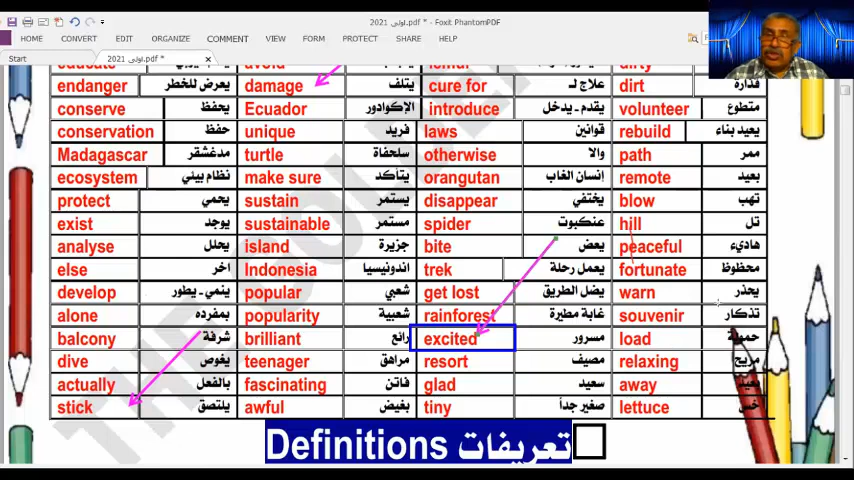 اولى 2021.* - Foxit PhantomPDF
HOME CONVERT EDIT ORGANIZE COMMENT VIEW FORM PROTECT SHARE HELP
Start اولى 2021.*
endanger يعرض للخطر damage يتلف cure for علاج لـ dirt قذارة
conserve يحفظ Ecuador الإكوادور introduce يقدم ـ يدخل volunteer متطوع
conservation حفظ unique فريد laws قوانين rebuild يعيد بناء
Madagascar مدغشقر turtle سلحفاة otherwise والا path ممر
ecosystem نظام بيئي make sure يتأكد orangutan إنسان الغاب remote بعيد
protect يحمي sustain يستمر disappear يختفي blow تهب
exist يوجد sustainable مستمر spider عنكبوت hill تل
analyse يحلل island جزيرة bite يعض peaceful هاديء
else اخر Indonesia اندونيسيا trek يعمل رحلة fortunate محظوظ
develop ينمي ـ يطور popular شعبي get lost يضل الطريق warn يحذر
alone بمفرده popularity شعبية rainforest غابة مطيرة souvenir تذكار
balcony شرفة brilliant رائع excited مسرور load حمولة
dive يغوص teenager مراهق resort مصيف relaxing مريح
actually بالفعل fascinating فاتن glad سعيد away بعيد
stick يلتصق awful بغيض tiny صغير جداً lettuce خس
تعريفات Definitions